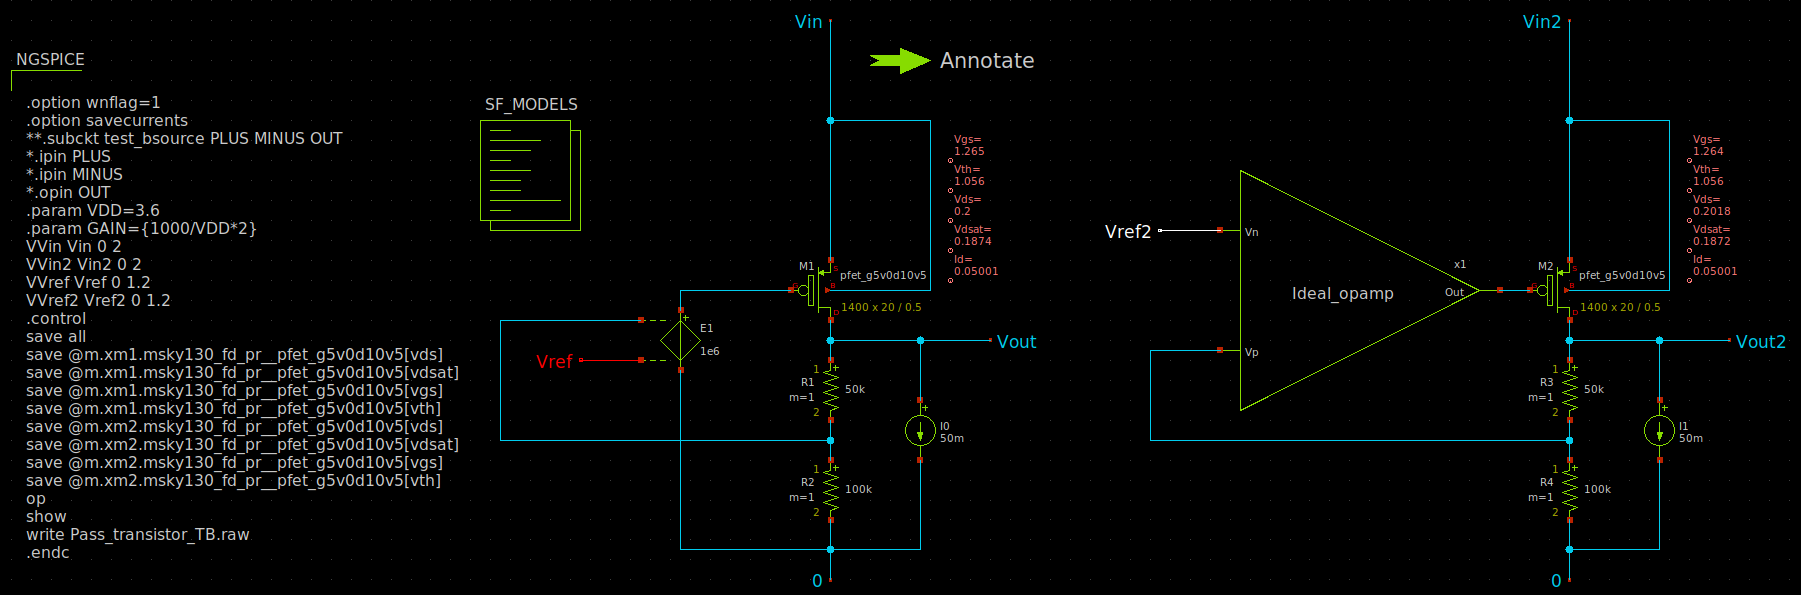 NGSPICE
.option wnflag=1
.option savecurrents
**.subckt test_bsource PLUS MINUS OUT
*.ipin PLUS
*.ipin MINUS
*.opin OUT
.param VDD=3.6
.param GAIN={1000/VDD*2}
VVin Vin 0 2
VVin2 Vin2 0 2
VVref Vref 0 1.2
VVref2 Vref2 0 1.2
.control
save all
save @m.xm1.msky130_fd_pr__pfet_g5v0d10v5[vds]
save @m.xm1.msky130_fd_pr__pfet_g5v0d10v5[vdsat]
save @m.xm1.msky130_fd_pr__pfet_g5v0d10v5[vgs]
save @m.xm1.msky130_fd_pr__pfet_g5v0d10v5[vth]
save @m.xm2.msky130_fd_pr__pfet_g5v0d10v5[vds]
save @m.xm2.msky130_fd_pr__pfet_g5v0d10v5[vdsat]
save @m.xm2.msky130_fd_pr__pfet_g5v0d10v5[vgs]
save @m.xm2.msky130_fd_pr__pfet_g5v0d10v5[vth]
op
show
write Pass_transistor_TB.raw
.endc
SF_MODELS
Vin
Annotate
Vgs=
1.265
Vth=
1.056
Vds=
0.2
Vdsat=
0.1874
Id=
0.05001
M1
S
G
B
D
pfet_g5v0d10v5
1400 x 20 / 0.5
Vref
+
E1
1e6
Vout
1
+
R1
50k
m=1
2
+
I0
50m
1
+
R2
100k
m=1
2
0
Vin2
Vgs=
1.264
Vth=
1.056
Vds=
0.2018
Vdsat=
0.1872
Id=
0.05001
Vref2
Vn
Vp
Ideal_opamp
x1
Out
M2
S
G
B
D
pfet_g5v0d10v5
1400 x 20 / 0.5
Vout2
1
+
R3
50k
m=1
2
+
I1
50m
1
+
R4
100k
m=1
2
0